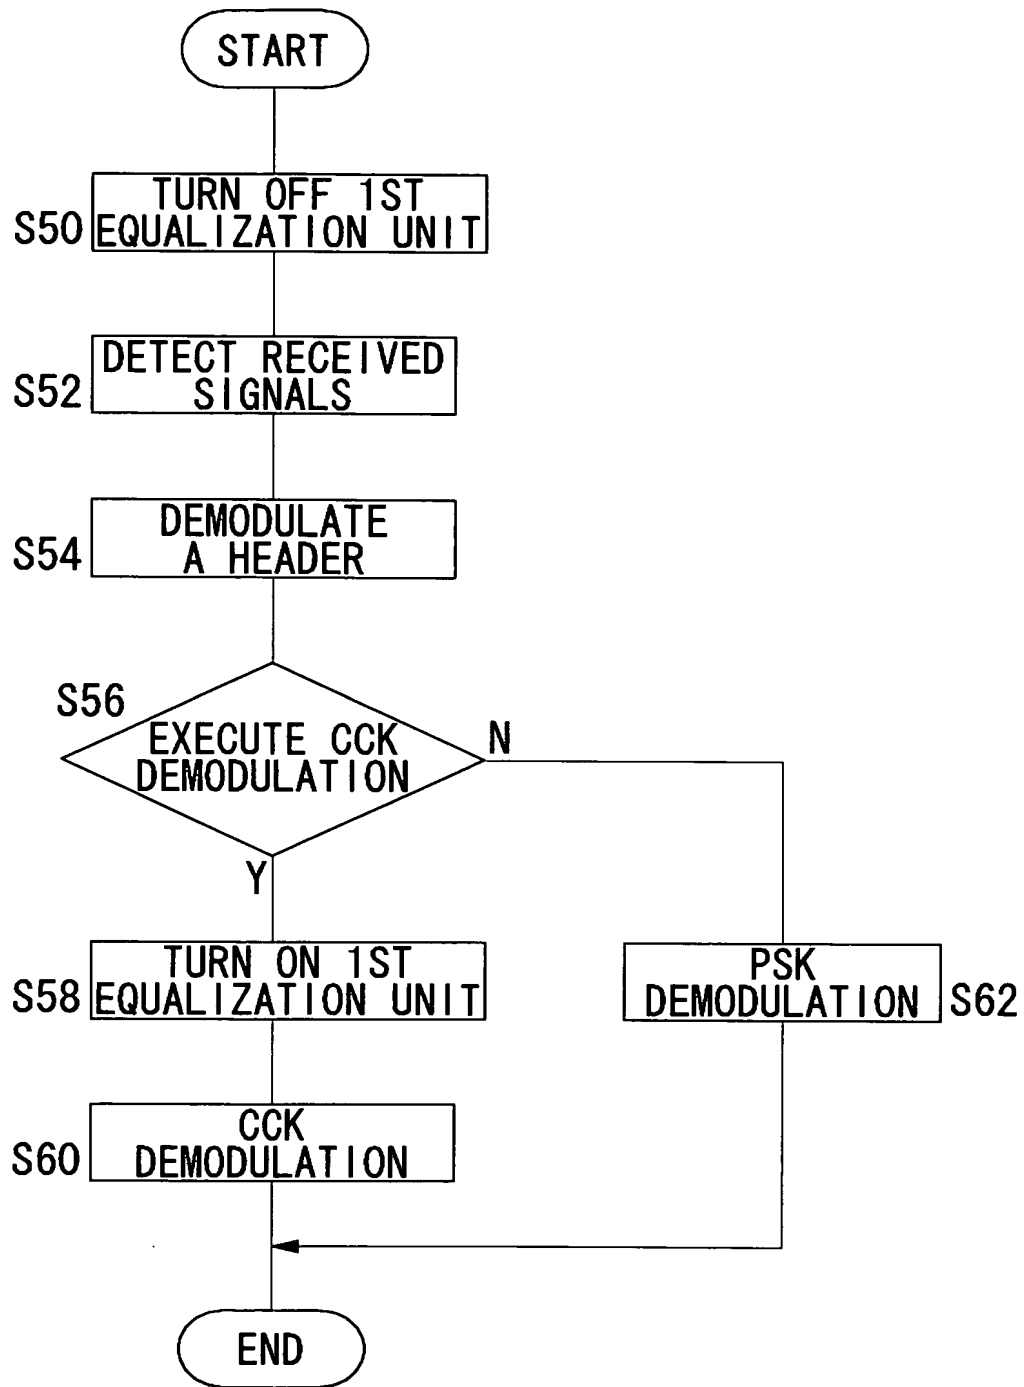 START
TURN OFF 1ST
S50 EQUALIZATION UNIT
DETECT RECEIVED
S52 SIGNALS
DEMODULATE
S54 A HEADER
S56
EXECUTE CCK N
DEMODULATION
Y
TURN ON 1ST
S58 EQUALIZATION UNIT
PSK
DEMODULATION S62
CCK
S60 DEMODULATION
END